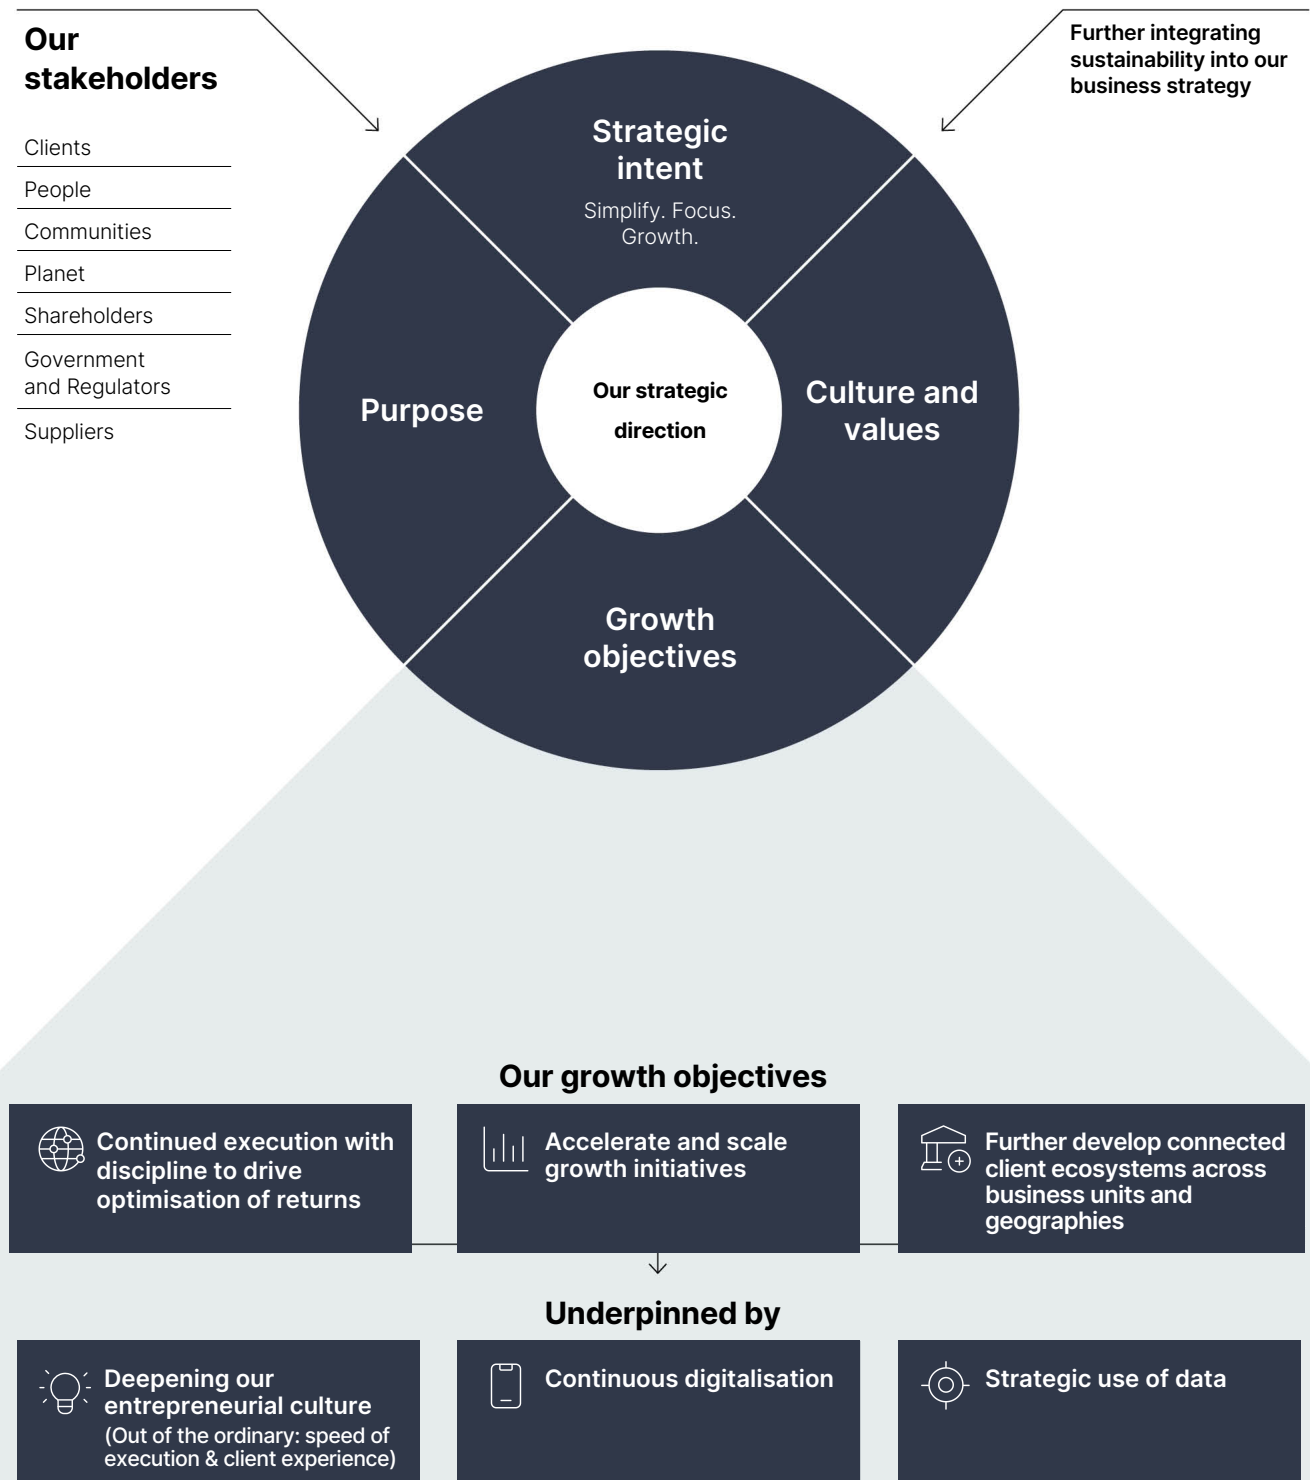 Our
stakeholders
Clients
People
Communities
Planet
Shareholders
Government
and Regulators
Suppliers
Further integrating
sustainability into our
business strategy
Strategic
intent
Simplify. Focus.
Growth.
Purpose
Our strategic
direction
Culture and
values
Growth
objectives
Our growth objectives
Continued execution with
discipline to drive
optimisation of returns
Accelerate and scale
growth initiatives
Further develop connected
client ecosystems across
business units and
geographies
Underpinned by
Deepening our
entrepreneurial culture
(Out of the ordinary: speed of
execution & client experience)
Continuous digitalisation
Strategic use of data